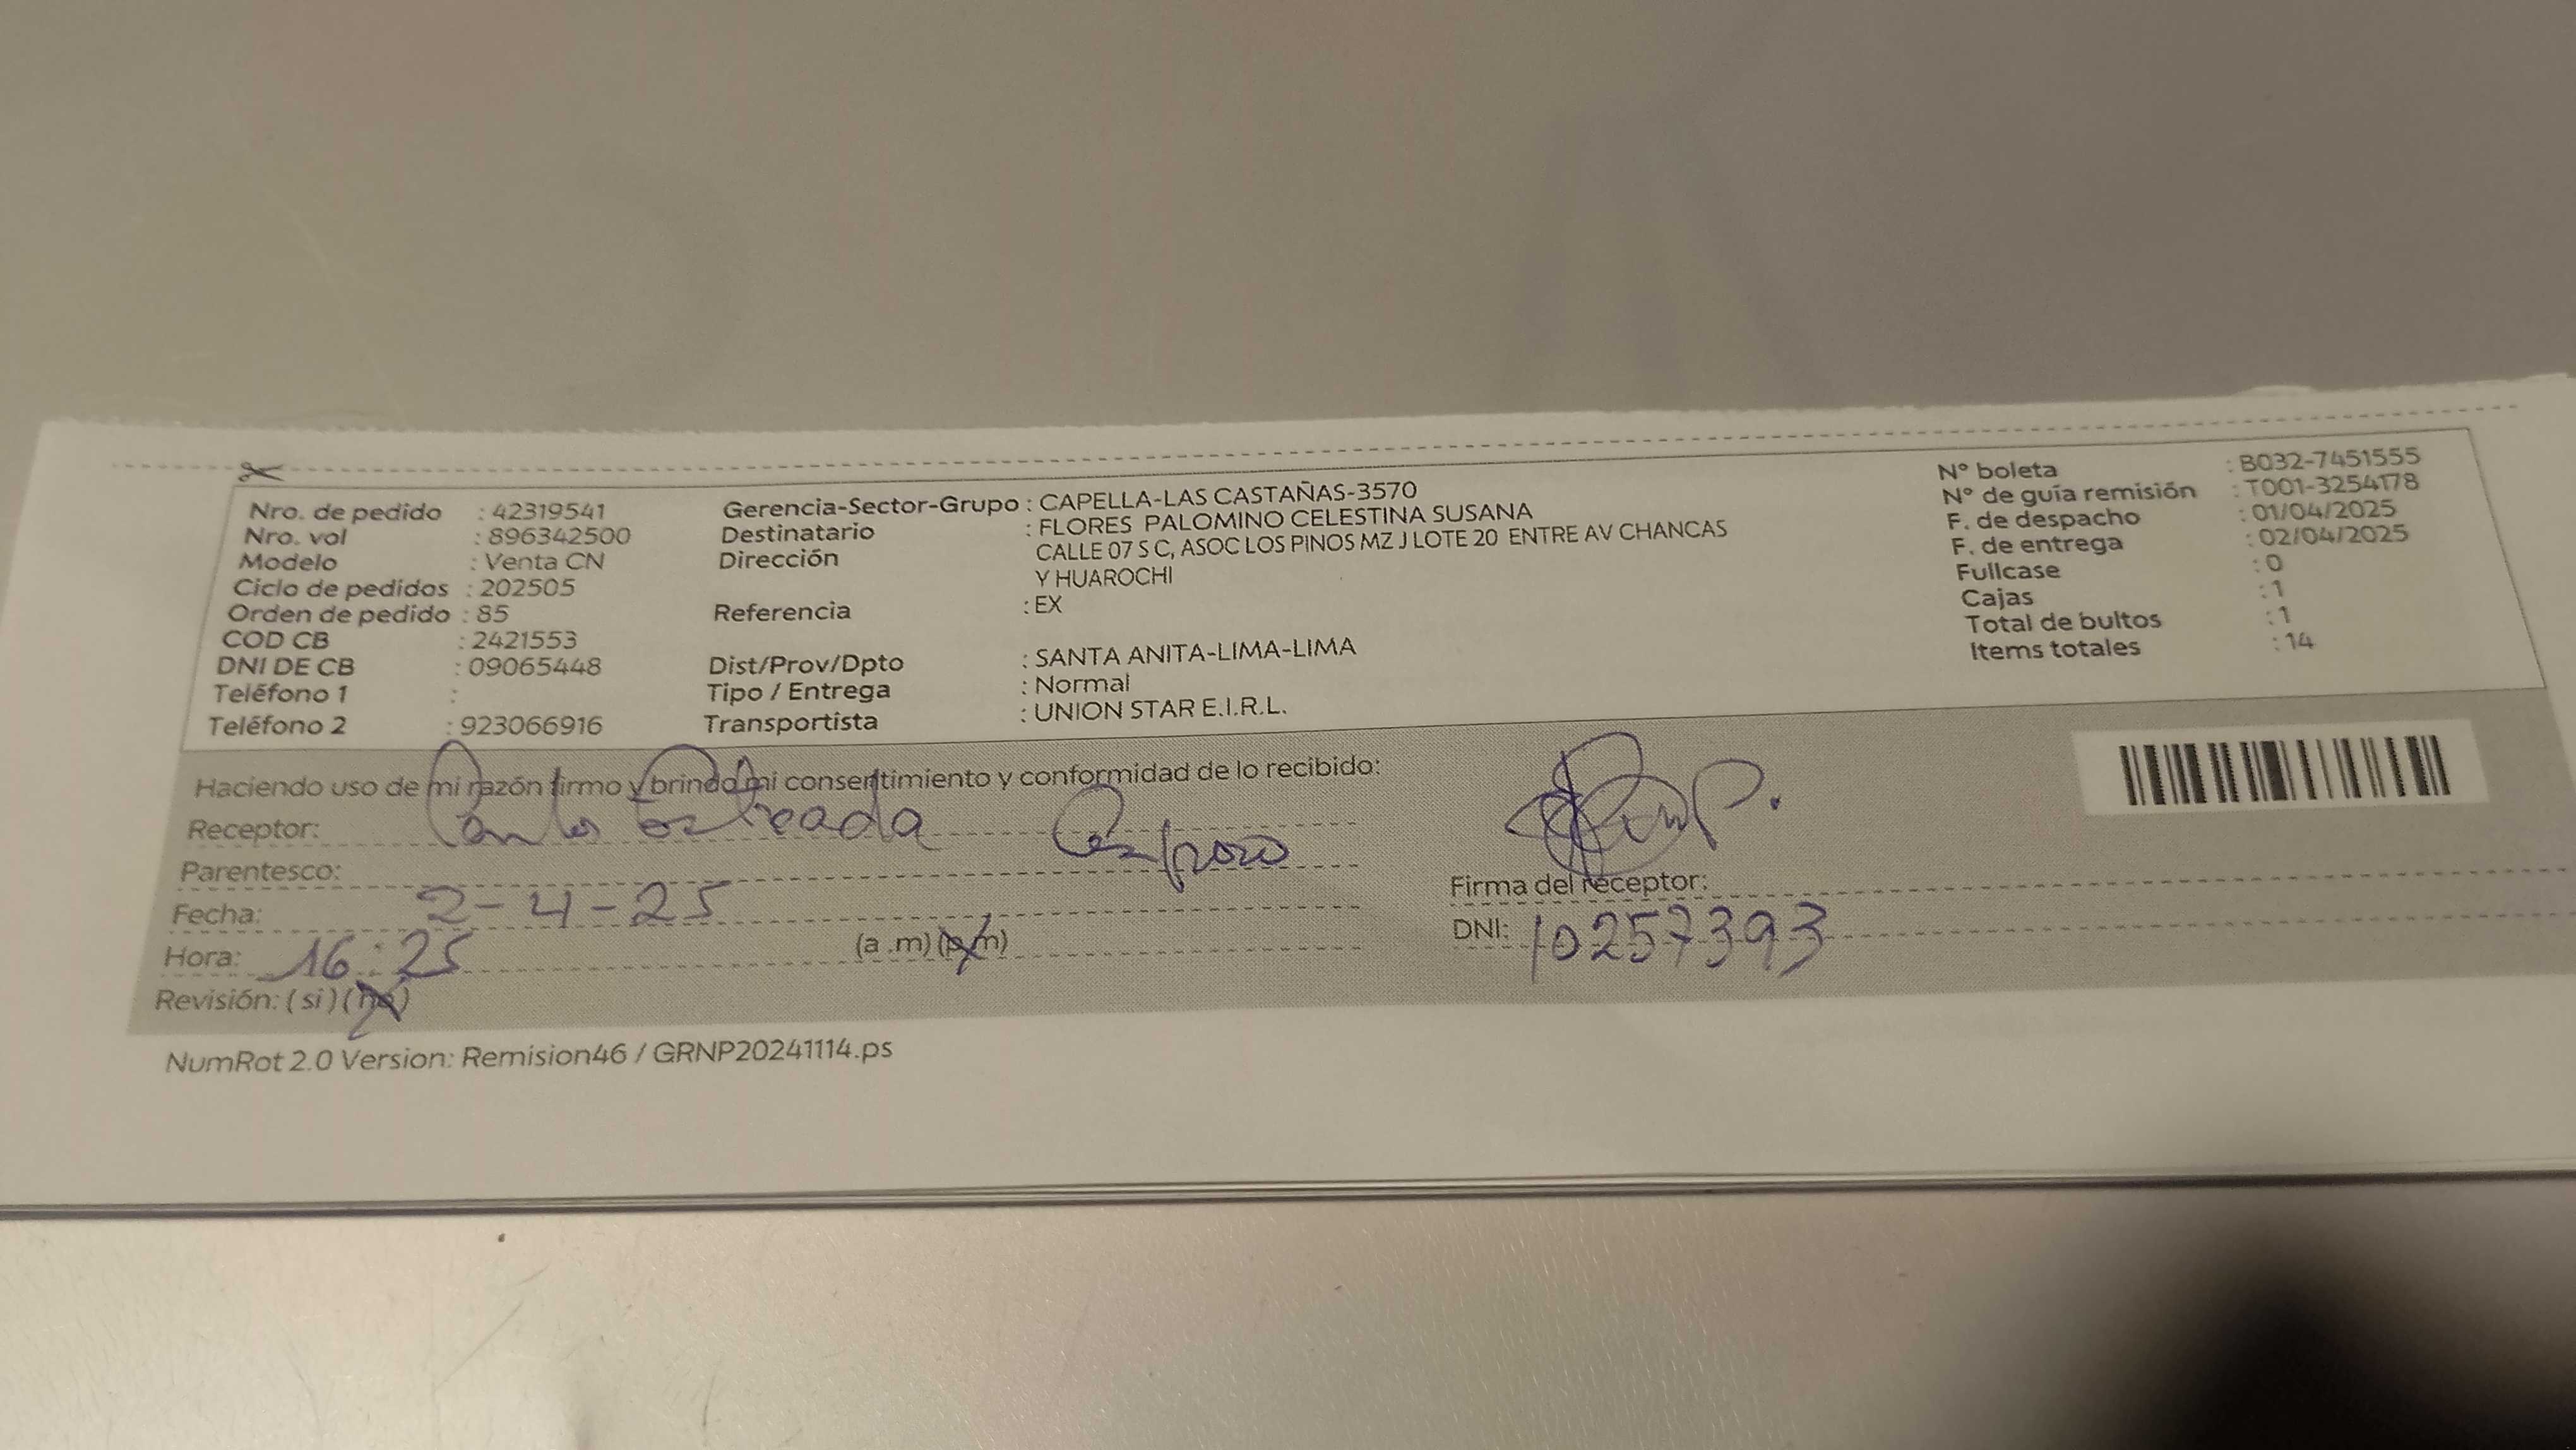 Nro. de pedido : 42319541
Nro. vol : 896342500
Modelo : Venta CN
Ciclo de pedidos : 202505
Orden de pedido : 85
COD CB : 2421553
DNI DE CB : 09065448
Teléfono 1 :
Teléfono 2 : 923066916
Gerencia-Sector-Grupo : CAPELLA-LAS CASTAÑAS-3570
Destinatario : FLORES PALOMINO CELESTINA SUSANA
Dirección CALLE 07 S C, ASOC LOS PINOS MZ J LOTE 20 ENTRE AV CHANCAS
Y HUAROCHI
Referencia : EX
Dist/Prov/Dpto : SANTA ANITA-LIMA-LIMA
Tipo / Entrega : Normal
Transportista : UNION STAR E.I.R.L.
N° boleta : B032-7451555
N° de guía remisión : T001-3254178
F. de despacho : 01/04/2025
F. de entrega : 02/04/2025
Fullcase : 0
Cajas : 1
Total de bultos : 1
Items totales : 14
Haciendo uso de mi razón firmo y brindo mi consentimiento y conformidad de lo recibido:
Receptor: Carlos Estrada
Parentesco: Esposo
Fecha: 2-4-25
Hora: 16:25 (a .m) (p.m)
Revisión: (si) (no)
Firma del receptor:
DNI: 10257393
NumRot 2.0 Version: Remision46 / GRNP20241114.ps